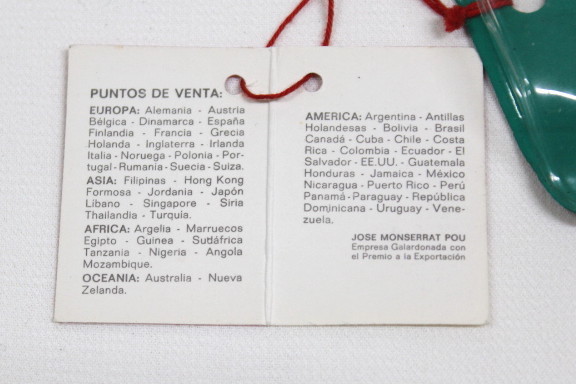 PUNTOS DE VENTA:
EUROPA: Alemania - Austria
Bélgica - Dinamarca - España
Finlandia - Francia - Grecia
Holanda - Inglaterra - Irlanda
Italia - Noruega - Polonia - Por-
tugal - Rumania - Suecia - Suiza.
ASIA: Filipinas - Hong Kong
Formosa - Jordania - Japón
Líbano - Singapore - Siria
Thailandia - Turquía.
AFRICA: Argelia - Marruecos
Egipto - Guinea - Sudáfrica
Tanzania - Nigeria - Angola
Mozambique.
OCEANIA: Australia - Nueva
Zelanda.
AMERICA: Argentina - Antillas
Holandesas - Bolivia - Brasil
Canadá - Cuba - Chile - Costa
Rica - Colombia - Ecuador - El
Salvador - EE.UU. - Guatemala
Honduras - Jamaica - México
Nicaragua - Puerto Rico - Perú
Panamá - Paraguay - República
Dominicana - Uruguay - Vene-
zuela.
JOSE MONSERRAT POU
Empresa Galardonada con
el Premio a la Exportación